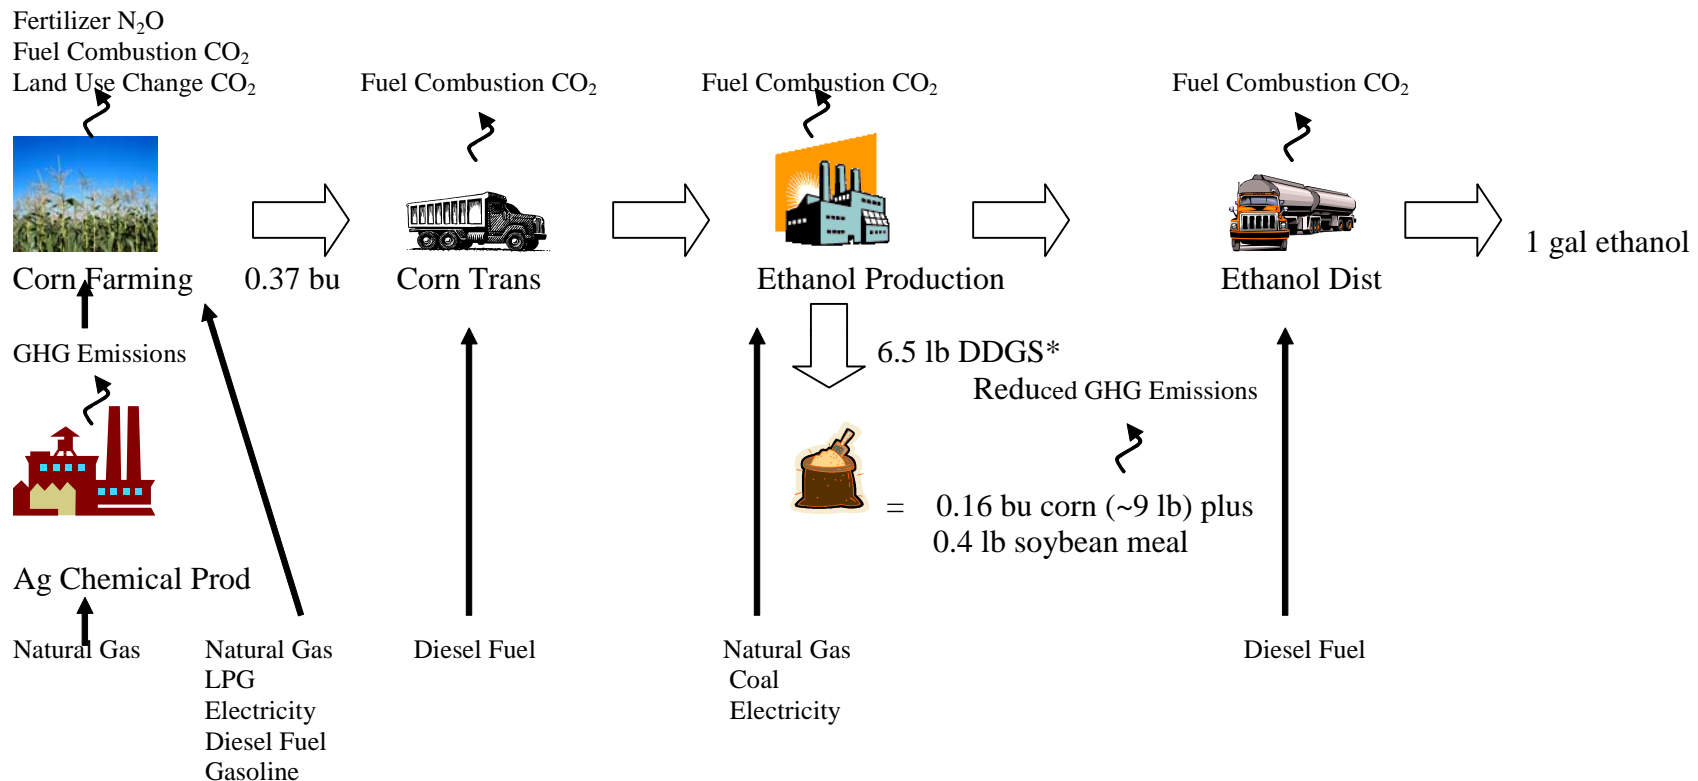 Fertilizer N₂O
Fuel Combustion CO₂
Land Use Change CO₂
Fuel Combustion CO₂
Fuel Combustion CO₂
Fuel Combustion CO₂
1 gal ethanol
Corn Farming
0.37 bu
Corn Trans
Ethanol Production
Ethanol Dist
GHG Emissions
6.5 lb DDGS*
Reduced GHG Emissions
= 0.16 bu corn (~9 lb) plus
0.4 lb soybean meal
Ag Chemical Prod
Natural Gas
Natural Gas
LPG
Electricity
Diesel Fuel
Gasoline
Diesel Fuel
Natural Gas
Coal
Electricity
Diesel Fuel